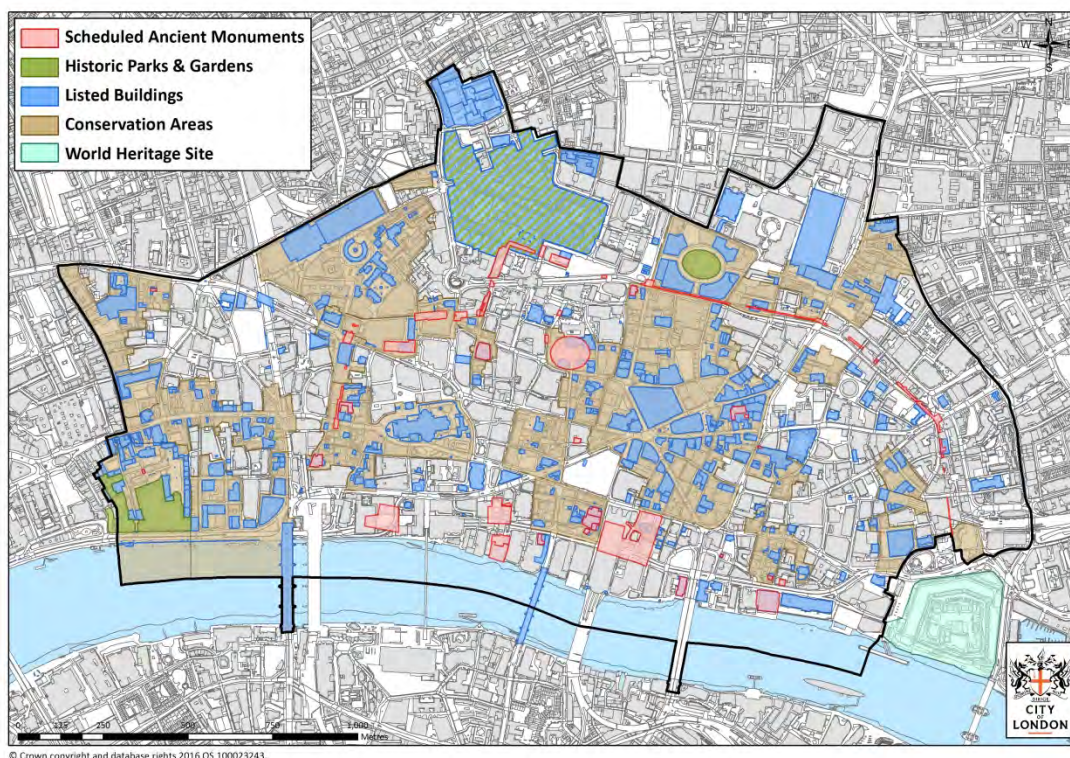 Scheduled Ancient Monuments
Historic Parks & Gardens
Listed Buildings
Conservation Areas
World Heritage Site
N
W
S
0 125 250 500 750 1,000
Metres
CITY
OF
LONDON
© Crown copyright and database rights 2016 OS 100023243